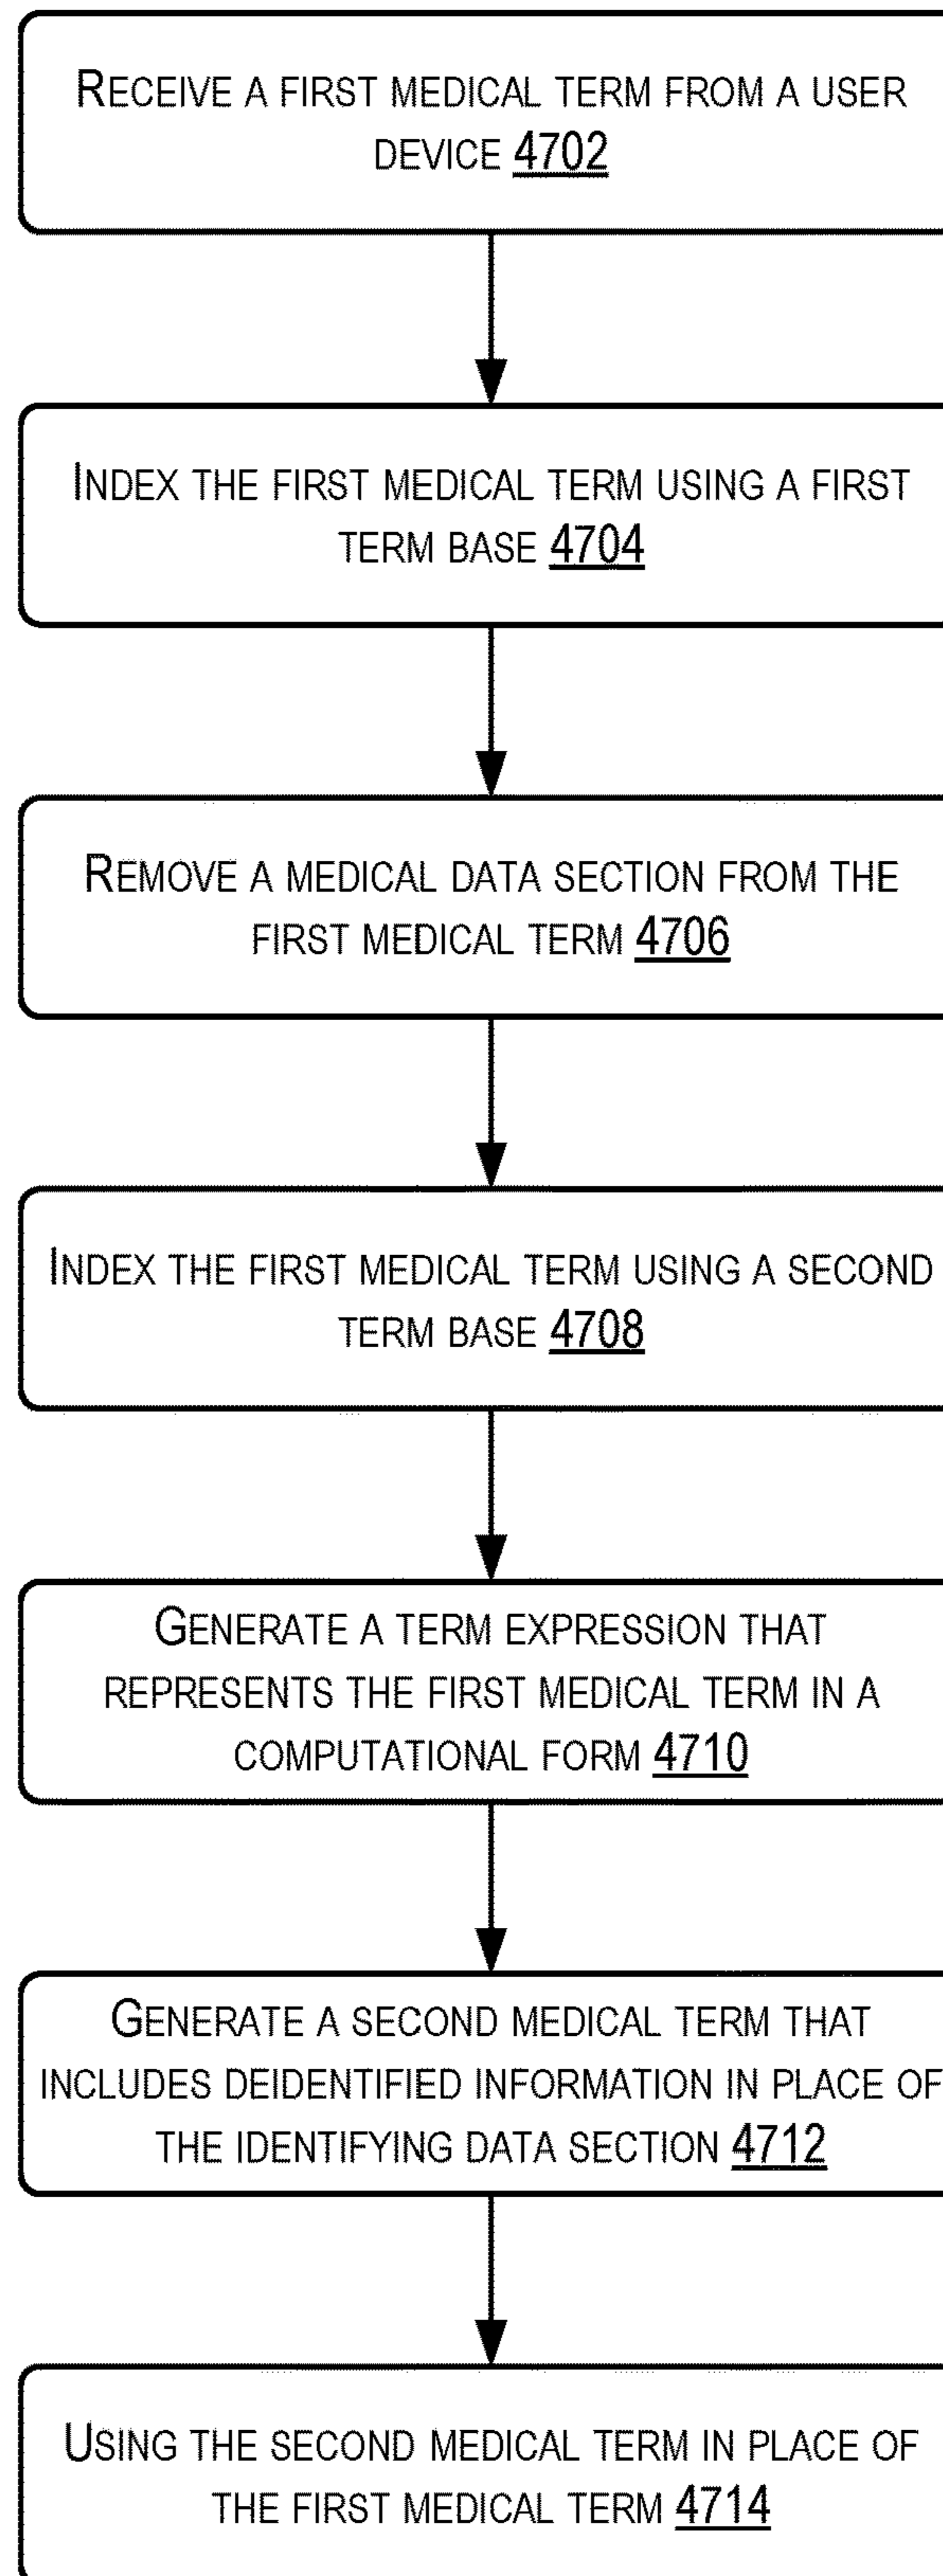 RECEIVE A FIRST MEDICAL TERM FROM A USER
DEVICE 4702
INDEX THE FIRST MEDICAL TERM USING A FIRST
TERM BASE 4704
REMOVE A MEDICAL DATA SECTION FROM THE
FIRST MEDICAL TERM 4706
INDEX THE FIRST MEDICAL TERM USING A SECOND
TERM BASE 4708
GENERATE A TERM EXPRESSION THAT
REPRESENTS THE FIRST MEDICAL TERM IN A
COMPUTATIONAL FORM 4710
GENERATE A SECOND MEDICAL TERM THAT
INCLUDES DEIDENTIFIED INFORMATION IN PLACE OF
THE IDENTIFYING DATA SECTION 4712
USING THE SECOND MEDICAL TERM IN PLACE OF
THE FIRST MEDICAL TERM 4714